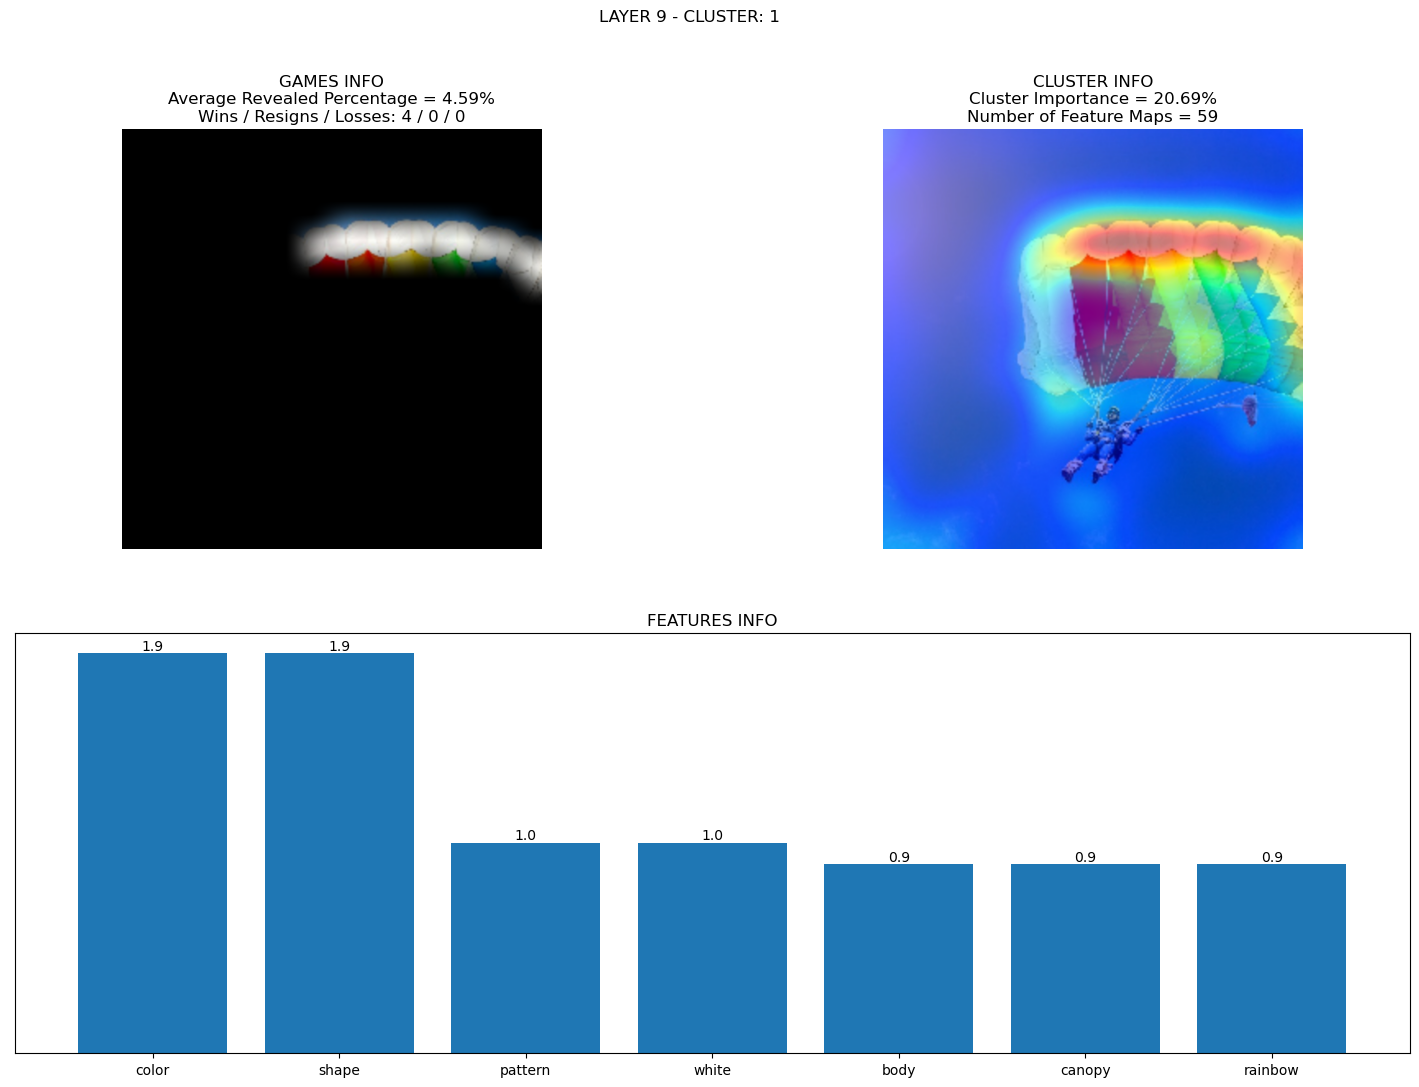 LAYER 9 - CLUSTER: 1
GAMES INFO
Average Revealed Percentage = 4.59%
Wins / Resigns / Losses: 4 / 0 / 0
CLUSTER INFO
Cluster Importance = 20.69%
Number of Feature Maps = 59
FEATURES INFO
1.9
1.9
1.0
1.0
0.9
0.9
0.9
color
shape
pattern
white
body
canopy
rainbow